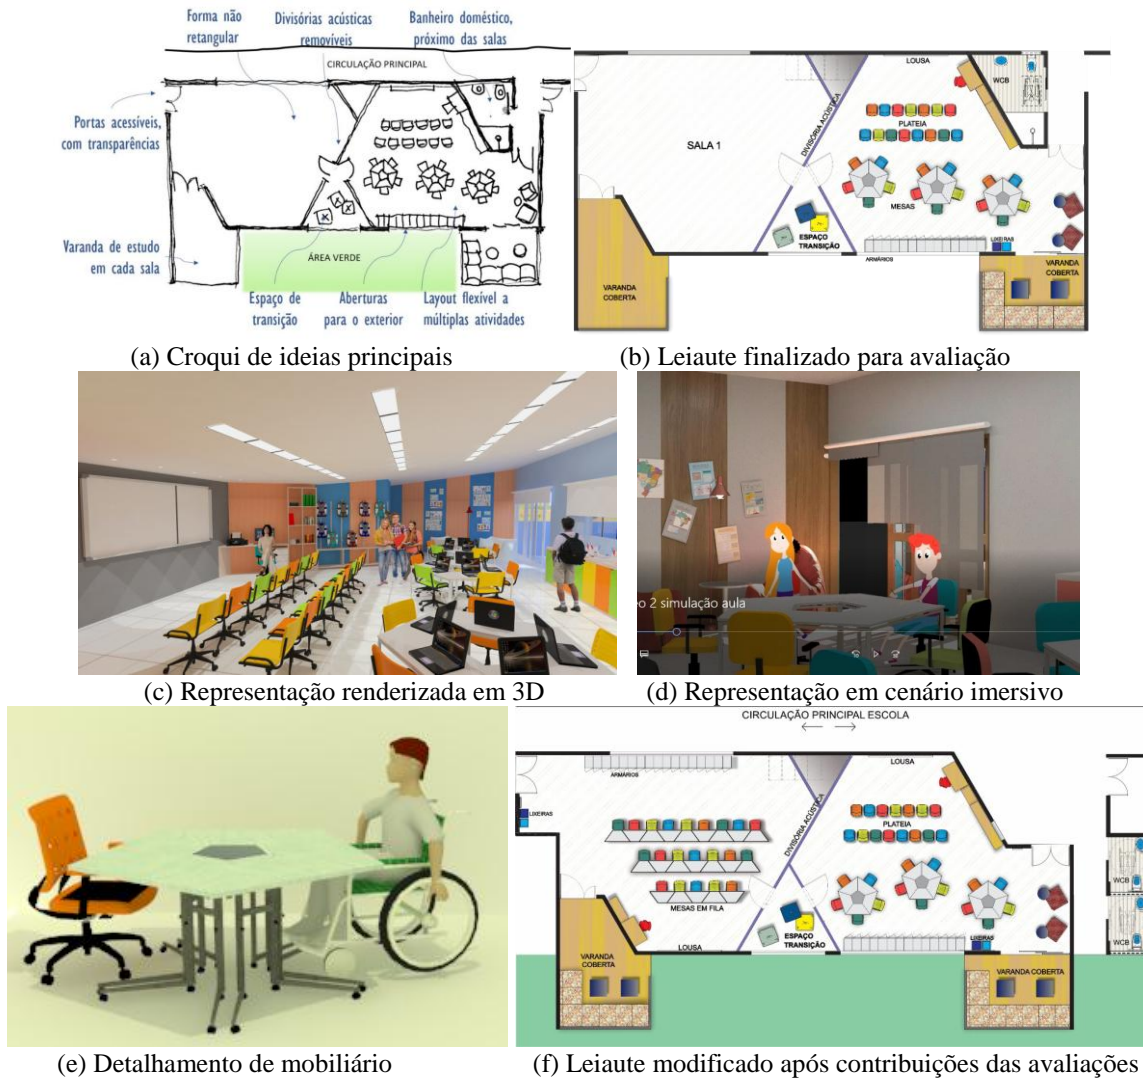 Forma não
retangular
Divisórias acústicas
removíveis
Banheiro doméstico,
próximo das salas
CIRCULAÇÃO PRINCIPAL
Portas acessíveis,
com transparências
Varanda de estudo
em cada sala
ÁREA VERDE
Espaço de
transição
Aberturas
para o exterior
Layout flexível a
múltiplas atividades
LOUSA
WCB
DIVISÓRIA ACÚSTICA
PLATEIA
SALA 1
MESAS
ESPAÇO
TRANSIÇÃO
LIXEIRAS
ARMÁRIOS
VARANDA
COBERTA
VARANDA
COBERTA
(a) Croqui de ideias principais
(b) Leiaute finalizado para avaliação
eo 2 simulação aula
(c) Representação renderizada em 3D
(d) Representação em cenário imersivo
CIRCULAÇÃO PRINCIPAL ESCOLA
ARMÁRIOS
LOUSA
LIXEIRAS
DIVISÓRIA ACÚSTICA
PLATEIA
MESAS EM FILA
WCB
WCB
ESPAÇO
TRANSIÇÃO
LOUSA
LIXEIRAS
VARANDA
COBERTA
VARANDA COBERTA
(e) Detalhamento de mobiliário
(f) Leiaute modificado após contribuições das avaliações